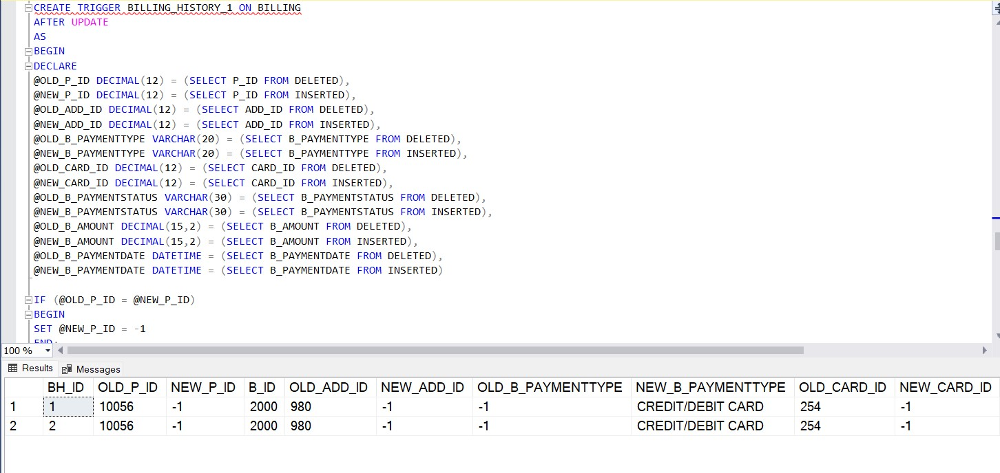 CREATE TRIGGER BILLING_HISTORY_1 ON BILLING
AFTER UPDATE
AS
BEGIN
DECLARE
@OLD_P_ID DECIMAL(12) = (SELECT P_ID FROM DELETED),
@NEW_P_ID DECIMAL(12) = (SELECT P_ID FROM INSERTED),
@OLD_ADD_ID DECIMAL(12) = (SELECT ADD_ID FROM DELETED),
@NEW_ADD_ID DECIMAL(12) = (SELECT ADD_ID FROM INSERTED),
@OLD_B_PAYMENTTYPE VARCHAR(20) = (SELECT B_PAYMENTTYPE FROM DELETED),
@NEW_B_PAYMENTTYPE VARCHAR(20) = (SELECT B_PAYMENTTYPE FROM INSERTED),
@OLD_CARD_ID DECIMAL(12) = (SELECT CARD_ID FROM DELETED),
@NEW_CARD_ID DECIMAL(12) = (SELECT CARD_ID FROM INSERTED),
@OLD_B_PAYMENTSTATUS VARCHAR(30) = (SELECT B_PAYMENTSTATUS FROM DELETED),
@NEW_B_PAYMENTSTATUS VARCHAR(30) = (SELECT B_PAYMENTSTATUS FROM INSERTED),
@OLD_B_AMOUNT DECIMAL(15,2) = (SELECT B_AMOUNT FROM DELETED),
@NEW_B_AMOUNT DECIMAL(15,2) = (SELECT B_AMOUNT FROM INSERTED),
@OLD_B_PAYMENTDATE DATETIME = (SELECT B_PAYMENTDATE FROM DELETED),
@NEW_B_PAYMENTDATE DATETIME = (SELECT B_PAYMENTDATE FROM INSERTED)
IF (@OLD_P_ID = @NEW_P_ID)
BEGIN
SET @NEW_P_ID = -1
END;
100 %
Results Messages
BH_ID OLD_P_ID NEW_P_ID B_ID OLD_ADD_ID NEW_ADD_ID OLD_B_PAYMENTTYPE NEW_B_PAYMENTTYPE OLD_CARD_ID NEW_CARD_ID
1 1 10056 -1 2000 980 -1 -1 CREDIT/DEBIT CARD 254 -1
2 2 10056 -1 2000 980 -1 -1 CREDIT/DEBIT CARD 254 -1